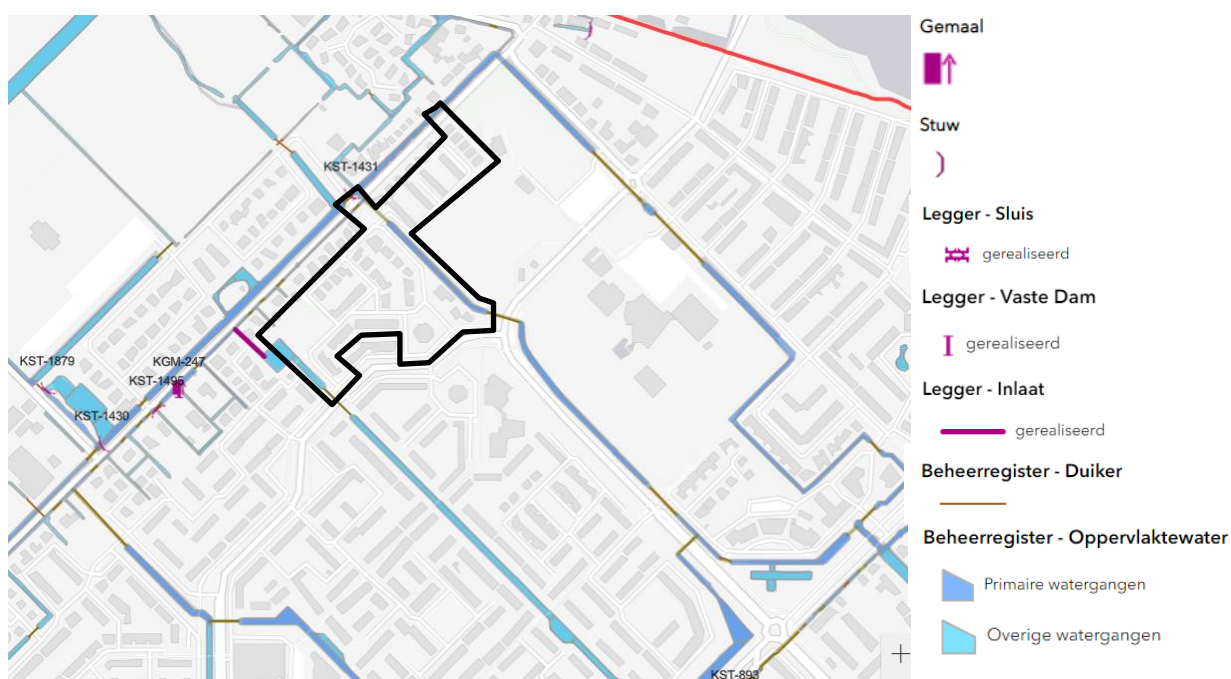 KST-1431
KST-1879
KGM-247
KST-1495
KST-1430
KST-893
Gemaal
Stuw
Legger - Sluis
gerealiseerd
Legger - Vaste Dam
gerealiseerd
Legger - Inlaat
gerealiseerd
Beheerregister - Duiker
Beheerregister - Oppervlaktewater
Primaire watergangen
Overige watergangen